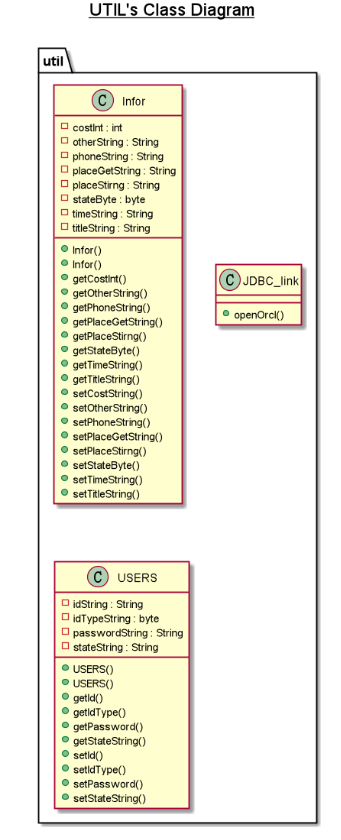 UTIL's Class Diagram
util
C Infor
costInt : int
otherString : String
phoneString : String
placeGetString : String
placeStirng : String
stateByte : byte
timeString : String
titleString : String
Infor()
Infor()
getCostInt()
getOtherString()
getPhoneString()
getPlaceGetString()
getPlaceStirng()
getStateByte()
getTimeString()
getTitleString()
setCostString()
setOtherString()
setPhoneString()
setPlaceGetString()
setPlaceStirng()
setStateByte()
setTimeString()
setTitleString()
C JDBC_link
openOrcl()
C USERS
idString : String
idTypeString : byte
passwordString : String
stateString : String
USERS()
USERS()
getId()
getIdType()
getPassword()
getStateString()
setId()
setIdType()
setPassword()
setStateString()